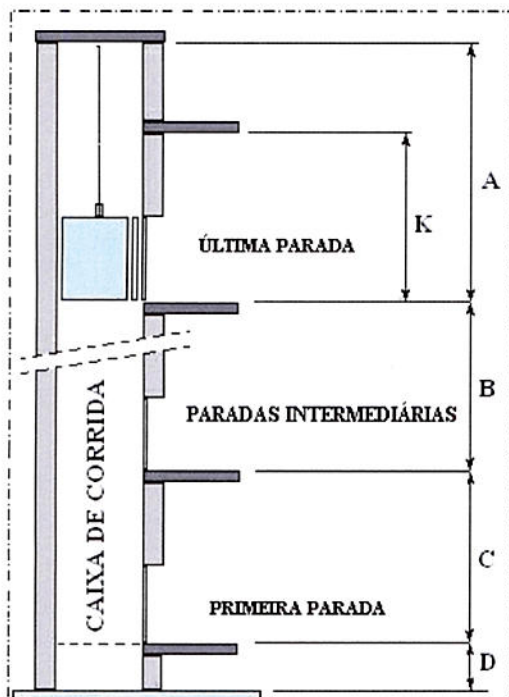 A
K
ÚLTIMA PARADA
B
PARADAS INTERMEDIÁRIAS
CAIXA DE CORRIDA
C
PRIMEIRA PARADA
D